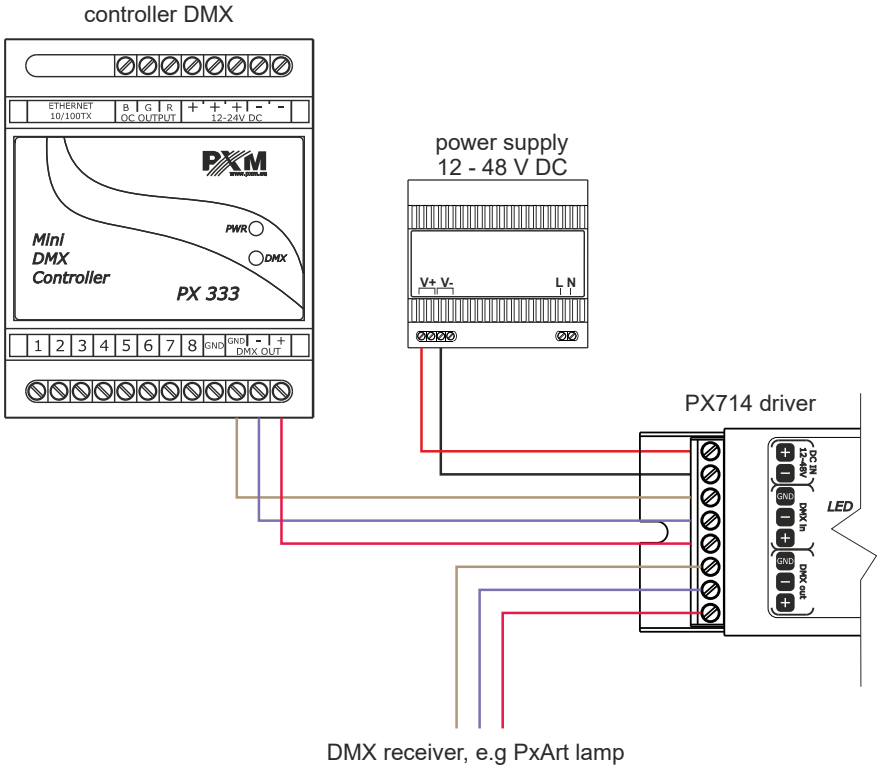 controller DMX
ETHERNET
10/100TX
B G R
OC OUTPUT
+ + + - -
12-24V DC
PXM
www.pxm.eu
PWR
DMX
Mini
DMX
Controller
PX 333
1 2 3 4 5 6 7 8 GND GND - +
DMX OUT
power supply
12 - 48 V DC
V+ V-
L N
PX714 driver
+
-
DC IN
12-48V
GND
-
+
DMX in
GND
-
+
DMX out
LED
DMX receiver, e.g PxArt lamp